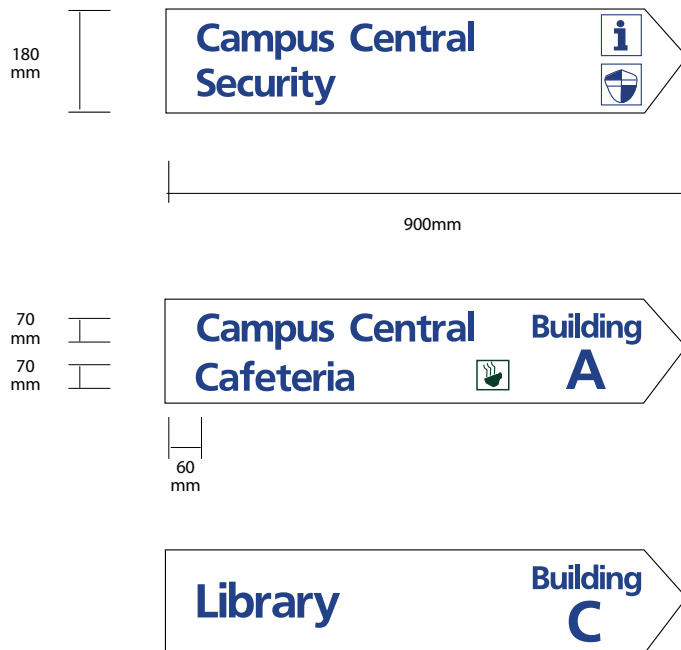 180
mm
Campus Central
i
Security
900mm
70
mm
70
mm
Campus Central
Cafeteria
Building
A
60
mm
Library
Building
C